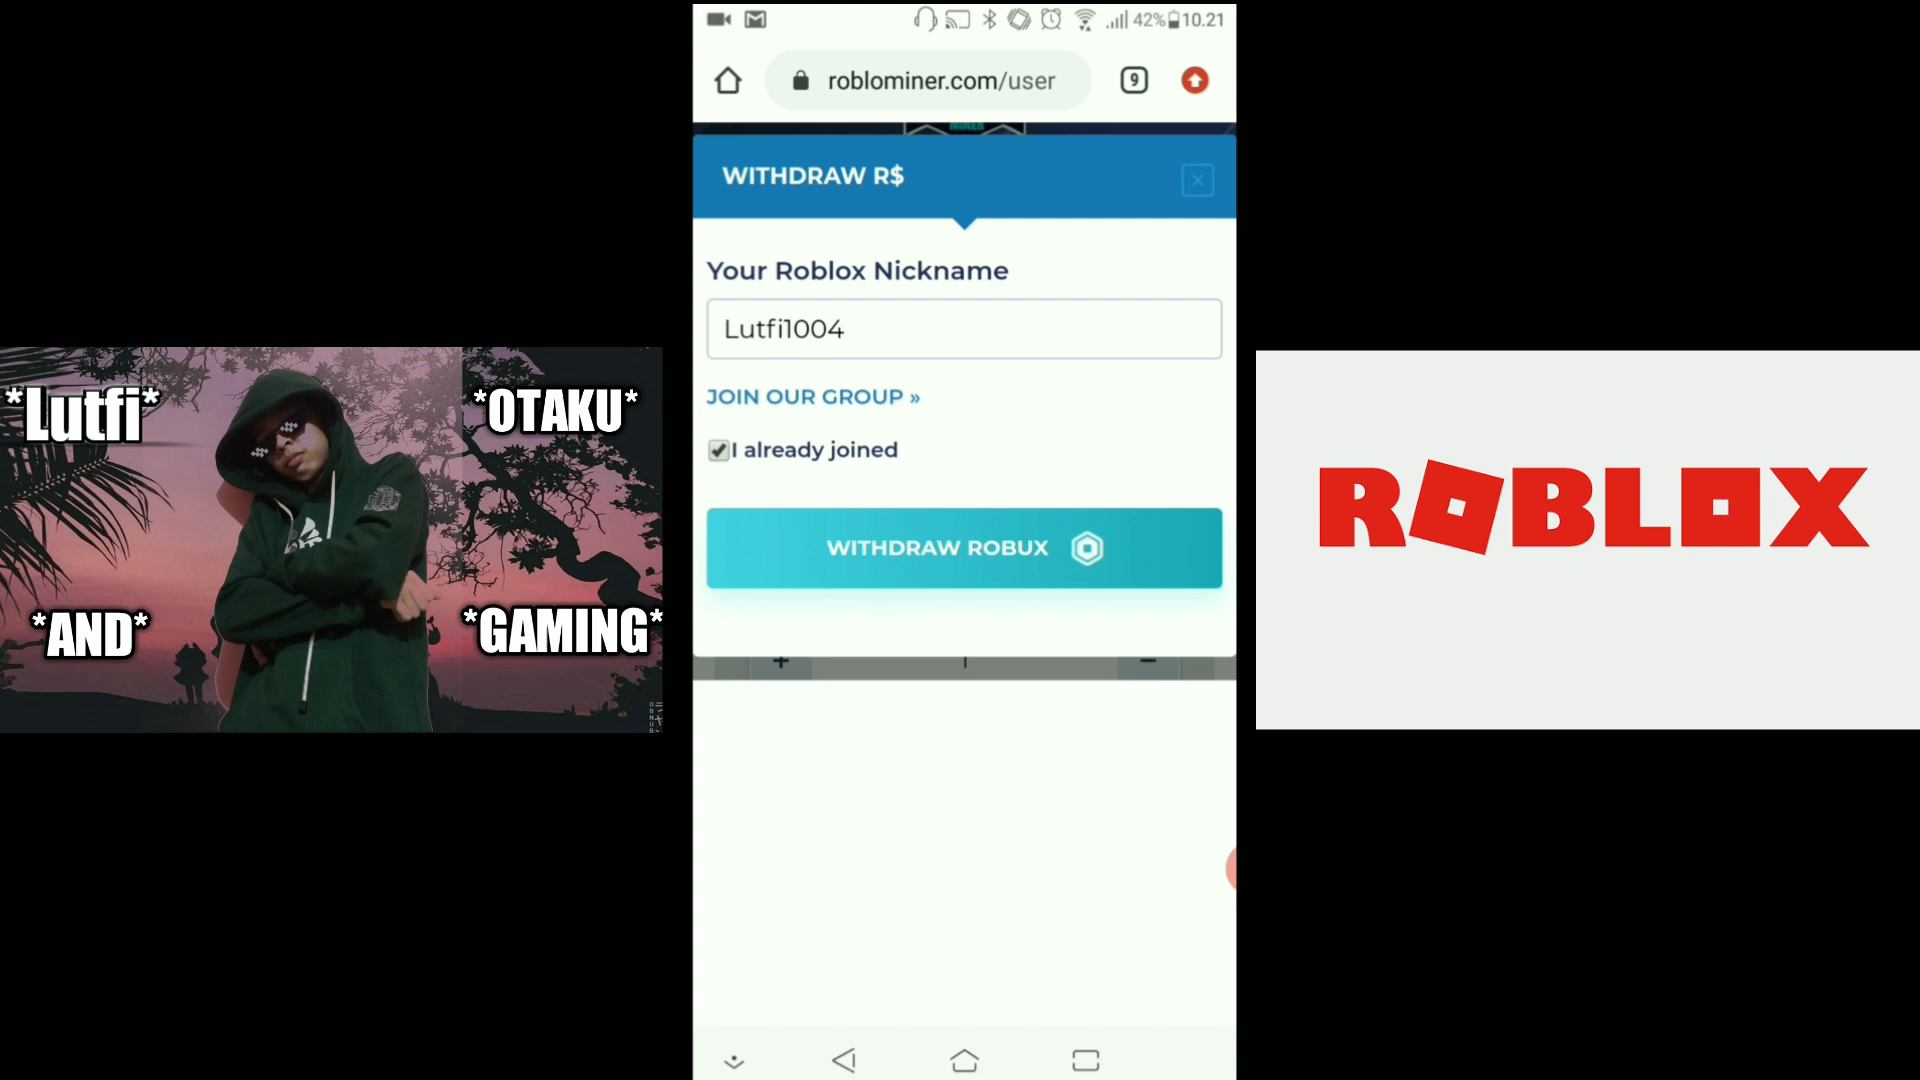 *Lutfi*
*OTAKU*
*AND*
*GAMING*
42% 10.21
roblominer.com/user
9
MINER
WITHDRAW R$
Your Roblox Nickname
Lutfi1004
JOIN OUR GROUP »
I already joined
WITHDRAW ROBUX
+
−
ROBLOX